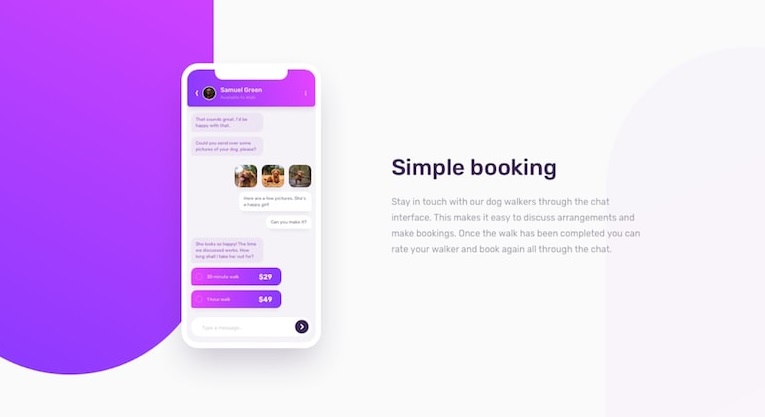 Samuel Green
Available to Walk
That sounds great. I'd be
happy with that.
Could you send over some
pictures of your dog, please?
Here are a few pictures. She's
a happy girl!
Can you make it?
She looks so happy! The time
we discussed works. How
long shall I take her out for?
30 minute walk $29
1 hour walk $49
Type a message...
Simple booking
Stay in touch with our dog walkers through the chat
interface. This makes it easy to discuss arrangements and
make bookings. Once the walk has been completed you can
rate your walker and book again all through the chat.